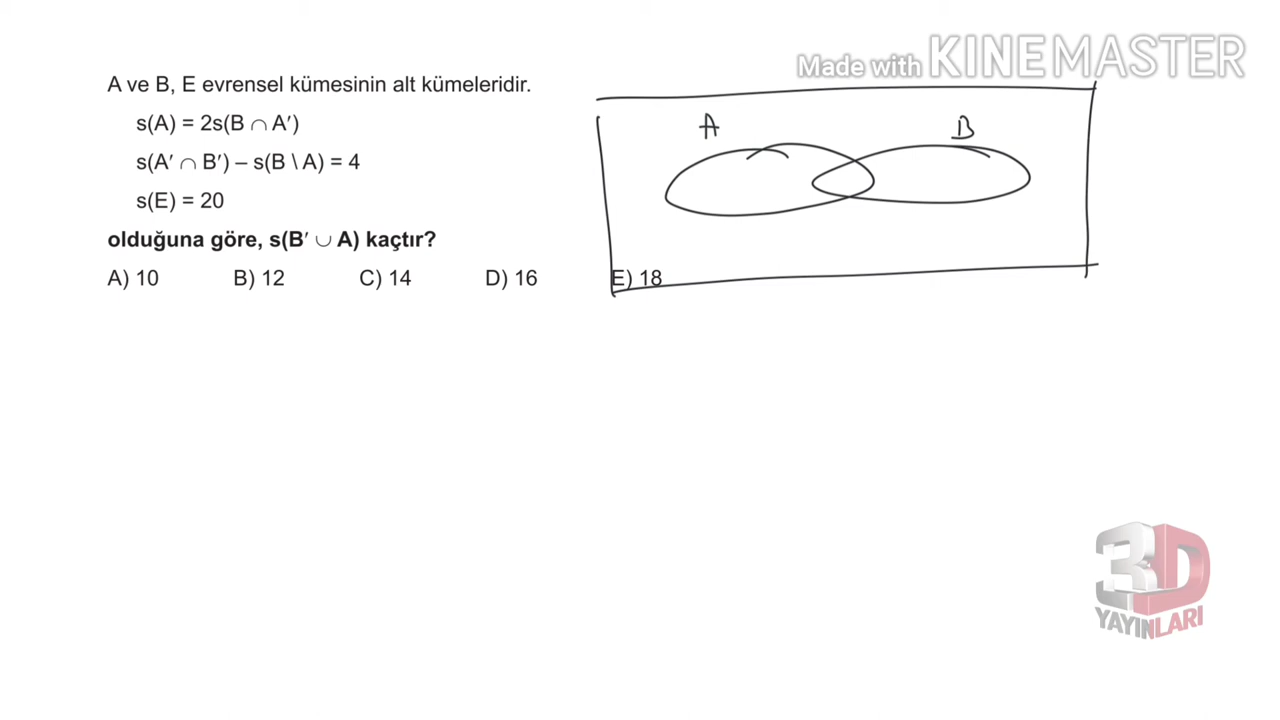 Made with KINEMASTER
A ve B, E evrensel kümesinin alt kümeleridir.
s(A) = 2s(B ∩ A′)
s(A′ ∩ B′) – s(B \ A) = 4
s(E) = 20
olduğuna göre, s(B′ ∪ A) kaçtır?
A) 10 B) 12 C) 14 D) 16 E) 18
A B
3D
YAYINLARI